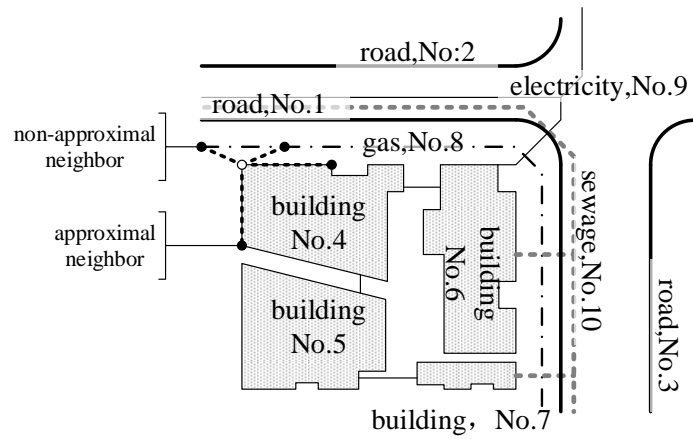 road,No:2
electricity,No.9
road,No.1
non-approximal
neighbor
gas,No.8
sewage,No.10
building
No.4
approximal
neighbor
building
No.6
building
No.5
road,No.3
building，No.7